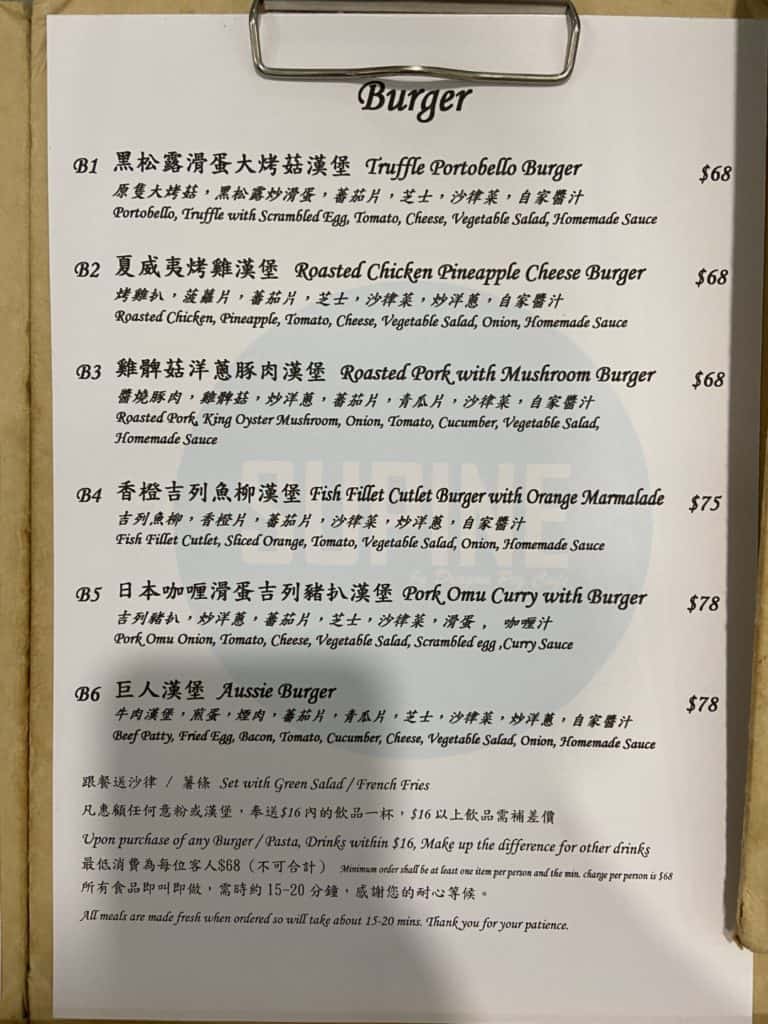 Burger
B1 黑松露滑蛋大烤菇漢堡 Truffle Portobello Burger $68
原隻大烤菇，黑松露炒滑蛋，蕃茄片，芝士，沙律菜，自家醬汁
Portobello, Truffle with Scrambled Egg, Tomato, Cheese, Vegetable Salad, Homemade Sauce
B2 夏威夷烤雞漢堡 Roasted Chicken Pineapple Cheese Burger $68
烤雞扒，菠蘿片，蕃茄片，芝士，沙律菜，炒洋蔥，自家醬汁
Roasted Chicken, Pineapple, Tomato, Cheese, Vegetable Salad, Onion, Homemade Sauce
B3 雞髀菇洋蔥豚肉漢堡 Roasted Pork with Mushroom Burger $68
醬燒豚肉，雞髀菇，炒洋蔥，蕃茄片，青瓜片，沙律菜，自家醬汁
Roasted Pork, King Oyster Mushroom, Onion, Tomato, Cucumber, Vegetable Salad,
Homemade Sauce
B4 香橙吉列魚柳漢堡 Fish Fillet Cutlet Burger with Orange Marmalade $75
吉列魚柳，香橙片，蕃茄片，沙律菜，炒洋蔥，自家醬汁
Fish Fillet Cutlet, Sliced Orange, Tomato, Vegetable Salad, Onion, Homemade Sauce
B5 日本咖喱滑蛋吉列豬扒漢堡 Pork Omu Curry with Burger $78
吉列豬扒，炒洋蔥，蕃茄片，芝士，沙律菜，滑蛋， 咖喱汁
Pork Omu Onion, Tomato, Cheese, Vegetable Salad, Scrambled egg ,Curry Sauce
B6 巨人漢堡 Aussie Burger $78
牛肉漢堡，煎蛋，煙肉，蕃茄片，青瓜片，芝士，沙律菜，炒洋蔥，自家醬汁
Beef Patty, Fried Egg, Bacon, Tomato, Cucumber, Cheese, Vegetable Salad, Onion, Homemade Sauce
SUPINE
跟餐送沙律 / 薯條 Set with Green Salad / French Fries
凡惠顧任何意粉或漢堡，奉送$16內的飲品一杯，$16以上飲品需補差價
Upon purchase of any Burger / Pasta, Drinks within $16, Make up the difference for other drinks
最低消費為每位客人$68（不可合計） Minimum order shall be at least one item per person and the min. charge per person is $68
所有食品即叫即做，需時約 15-20 分鐘，感謝您的耐心等候。
All meals are made fresh when ordered so will take about 15-20 mins. Thank you for your patience.